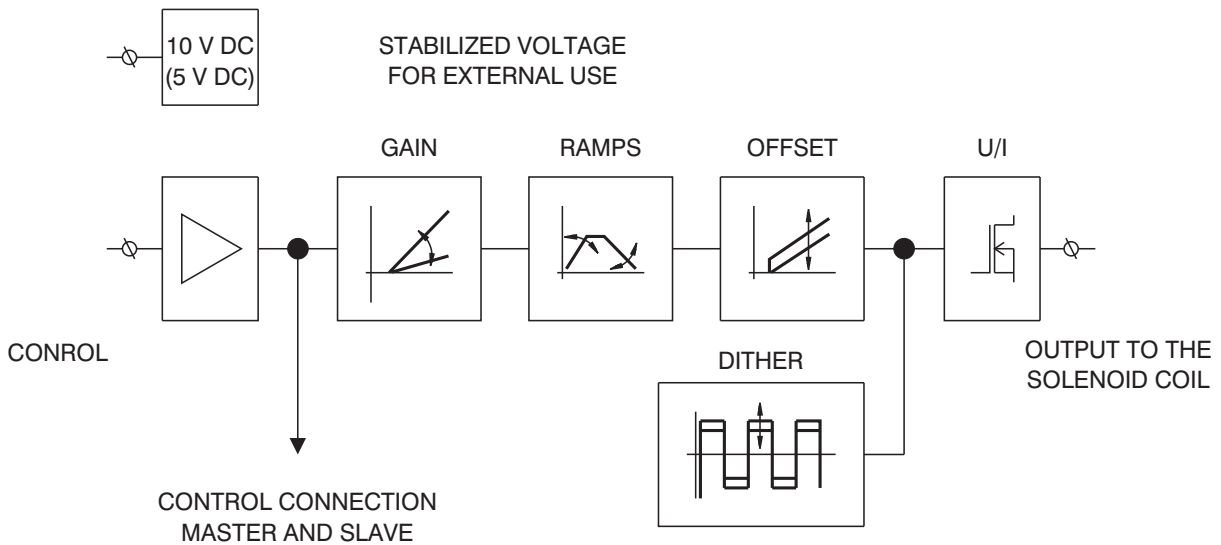 10 V DC
(5 V DC)
STABILIZED VOLTAGE
FOR EXTERNAL USE
GAIN
RAMPS
OFFSET
U/I
CONROL
OUTPUT TO THE
SOLENOID COIL
DITHER
CONTROL CONNECTION
MASTER AND SLAVE